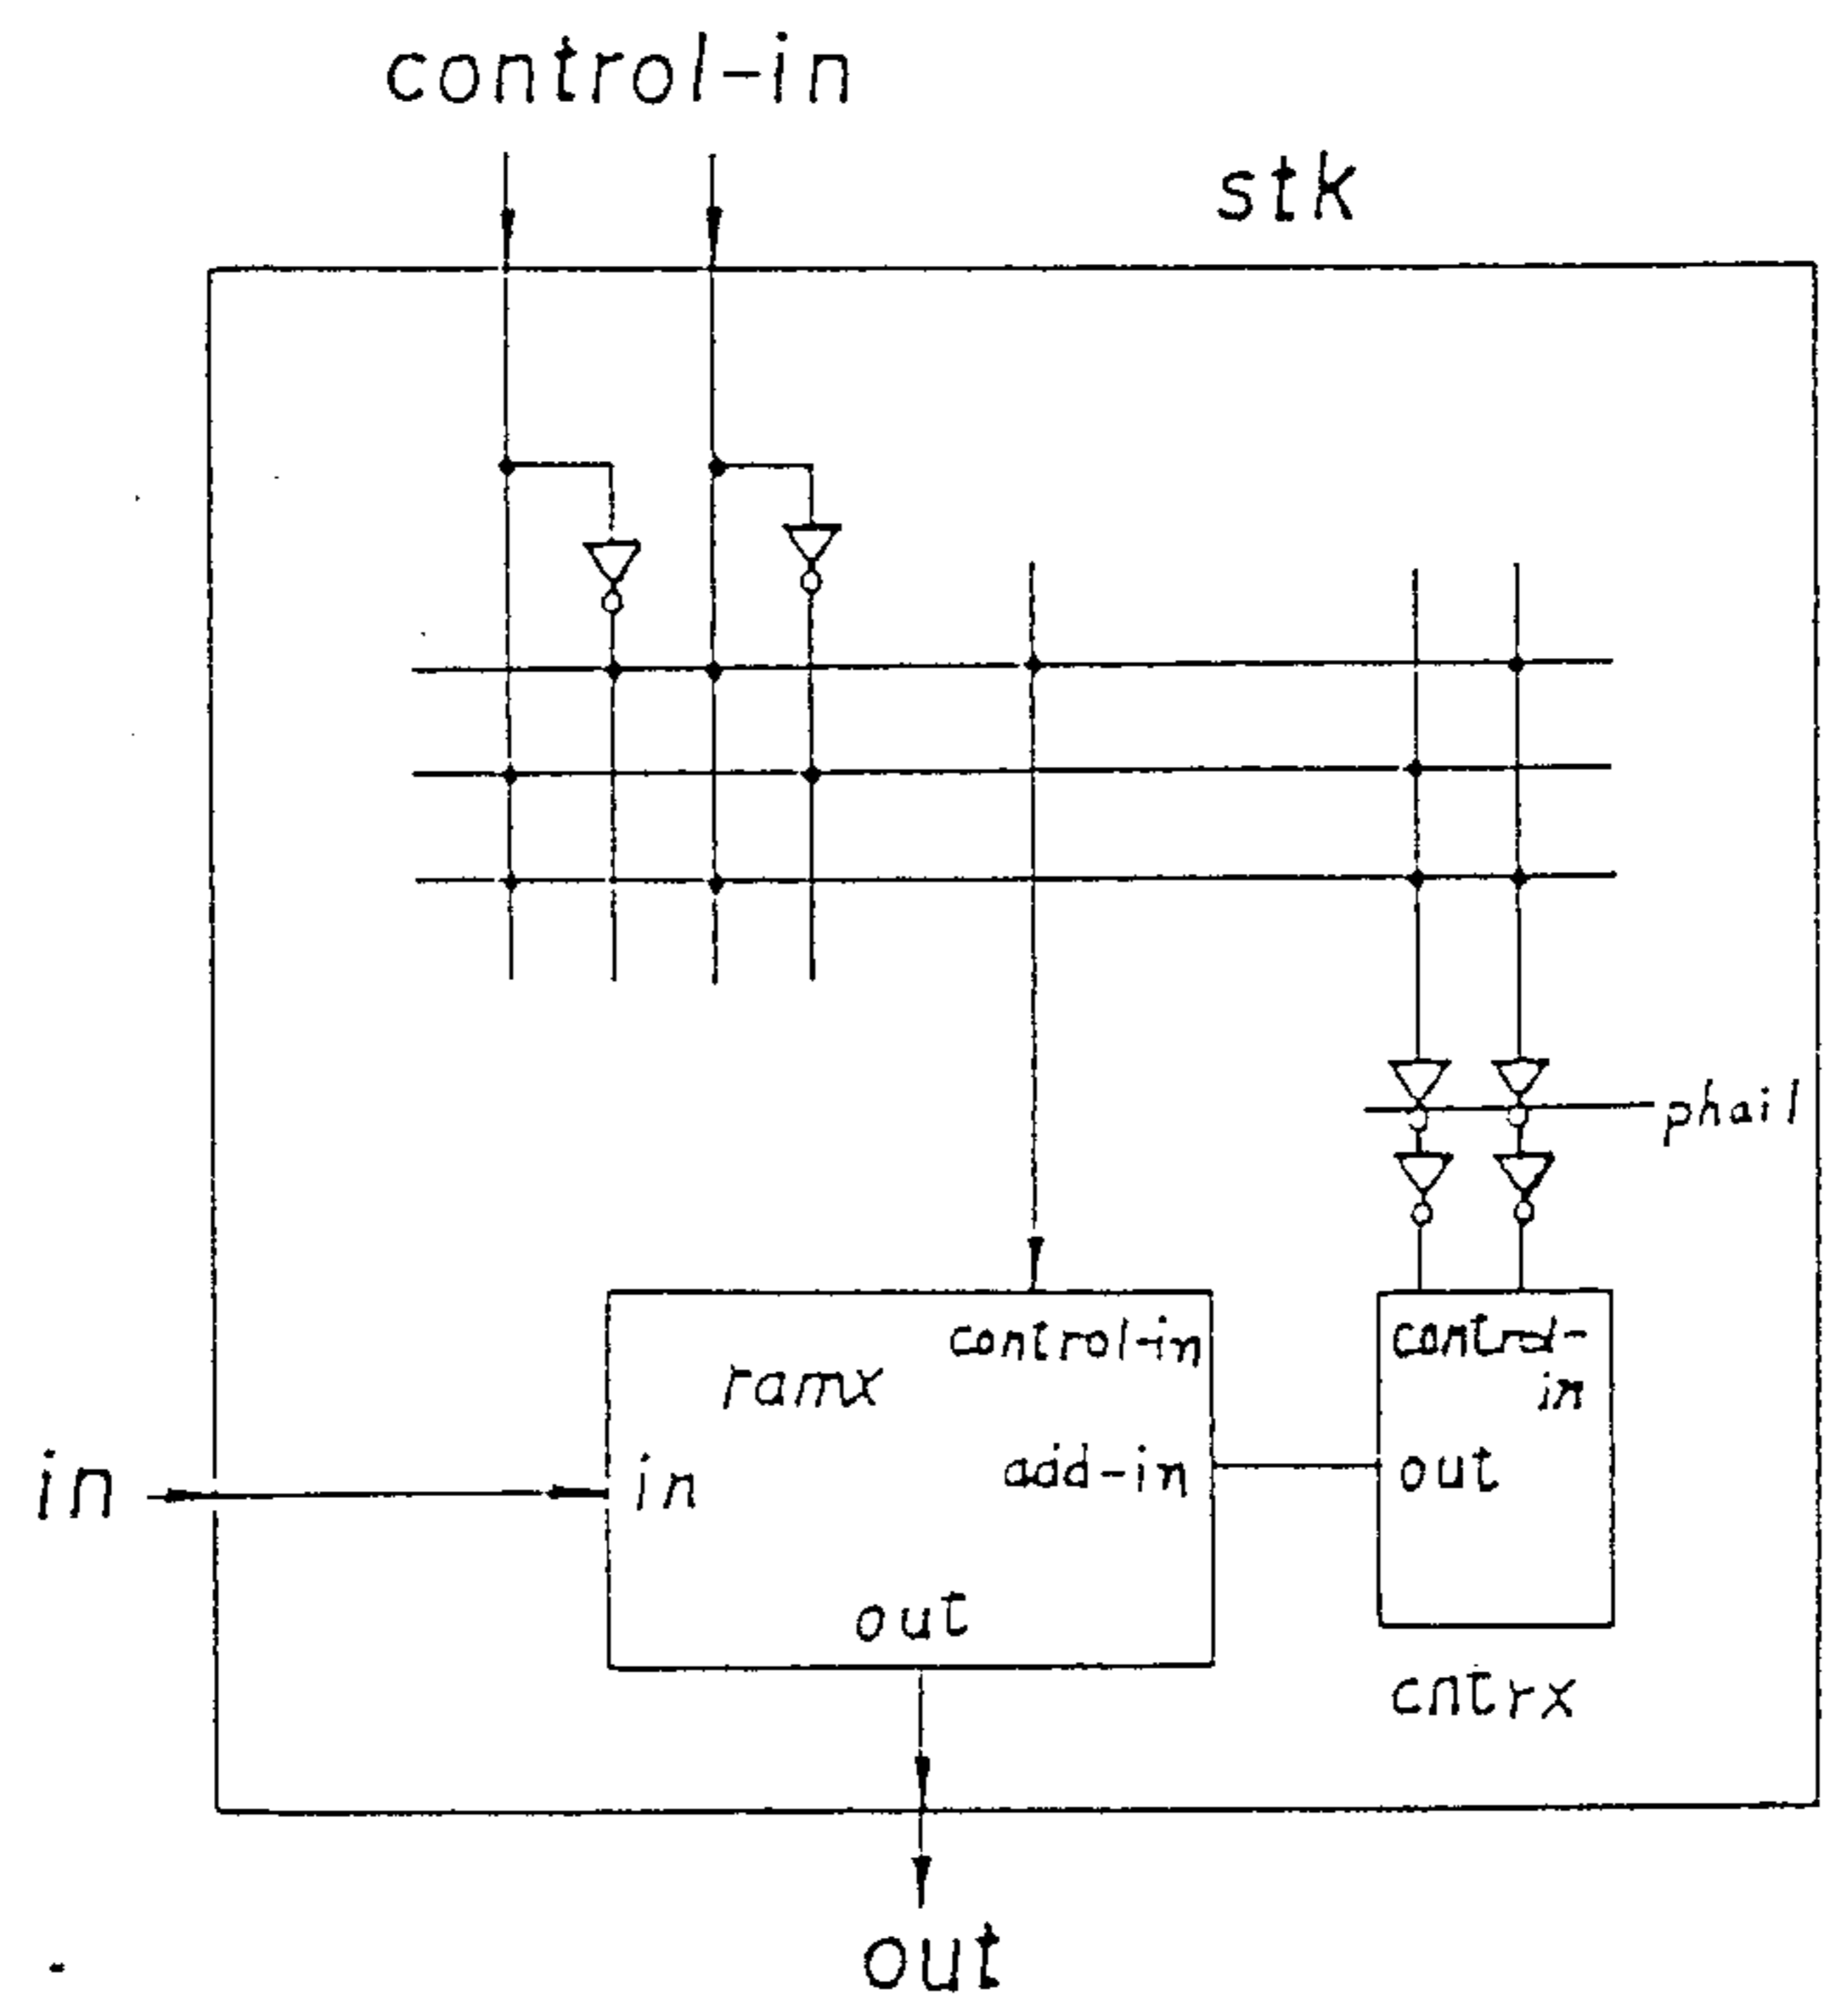 control-in
stk
phail
control-in
ramx
add-in
in
out
control-
in
out
cntrx
in
out